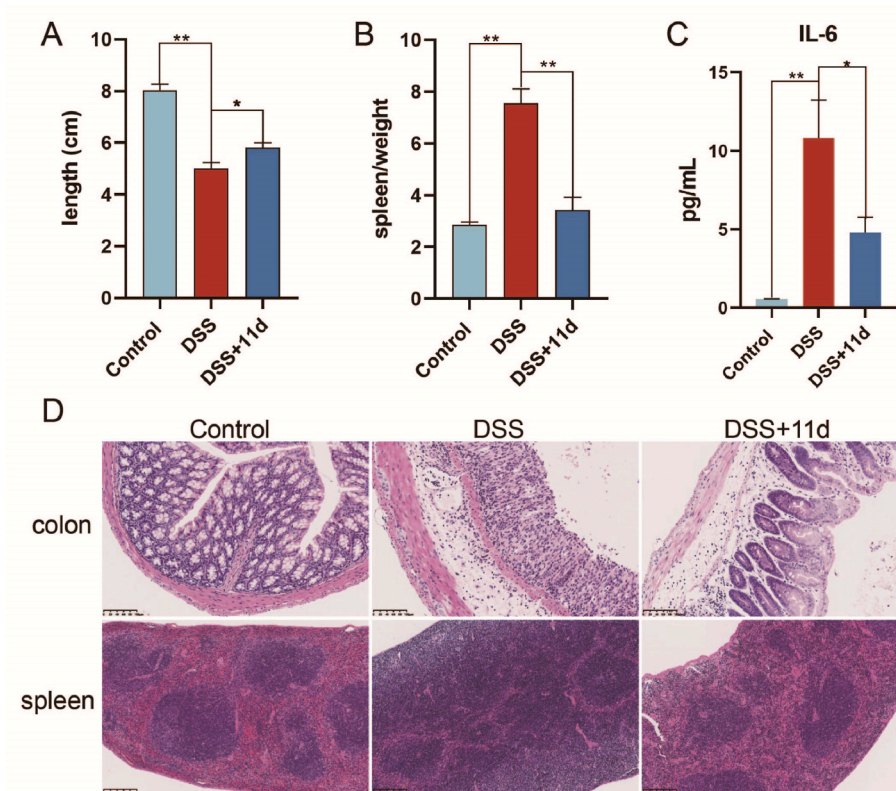 A
length (cm)
10
8
6
4
2
0
**
*
Control
DSS
DSS+11d
B
spleen/weight
10
8
6
4
2
0
**
**
Control
DSS
DSS+11d
C
IL-6
pg/mL
15
10
5
0
**
*
Control
DSS
DSS+11d
D
Control
DSS
DSS+11d
colon
spleen